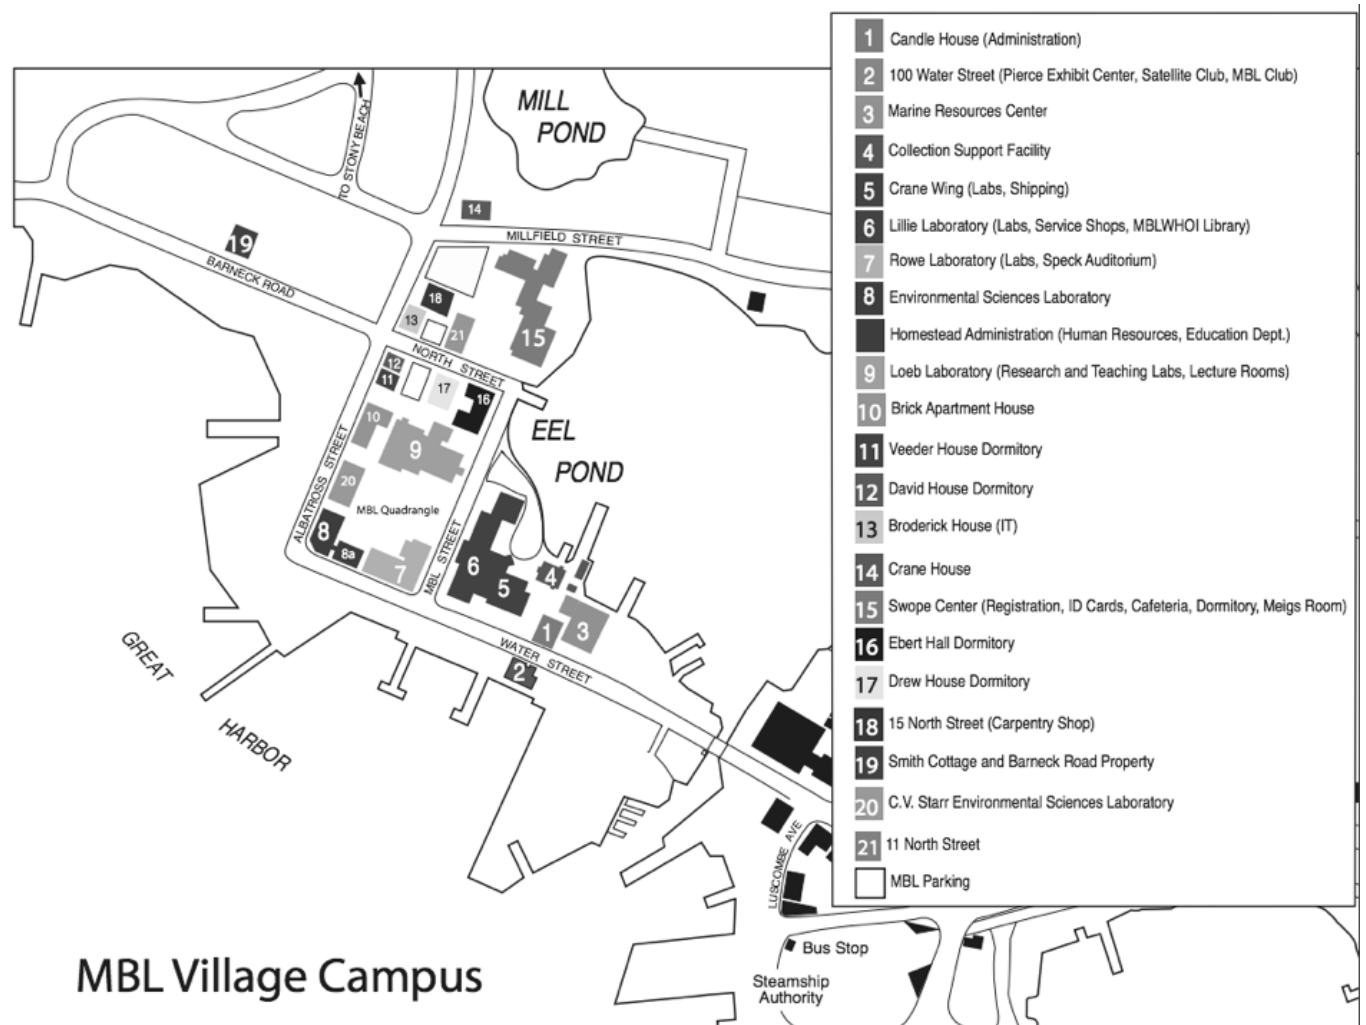 1 Candle House (Administration)
2 100 Water Street (Pierce Exhibit Center, Satellite Club, MBL Club)
3 Marine Resources Center
4 Collection Support Facility
5 Crane Wing (Labs, Shipping)
6 Lillie Laboratory (Labs, Service Shops, MBLWHOI Library)
7 Rowe Laboratory (Labs, Speck Auditorium)
8 Environmental Sciences Laboratory
Homestead Administration (Human Resources, Education Dept.)
9 Loeb Laboratory (Research and Teaching Labs, Lecture Rooms)
10 Brick Apartment House
11 Veeder House Dormitory
12 David House Dormitory
13 Broderick House (IT)
14 Crane House
15 Swope Center (Registration, ID Cards, Cafeteria, Dormitory, Meigs Room)
16 Ebert Hall Dormitory
17 Drew House Dormitory
18 15 North Street (Carpentry Shop)
19 Smith Cottage and Barneck Road Property
20 C.V. Starr Environmental Sciences Laboratory
21 11 North Street
MBL Parking
MILL
POND
TO STONY BEACH
14
MILLFIELD STREET
19
BARNECK ROAD
18
13
21
15
NORTH STREET
12
11
17
16
10
9
EEL
POND
ALBATROSS STREET
20
MBL Quadrangle
8
8a
7
MBL STREET
6
5
4
1
3
WATER STREET
2
GREAT
HARBOR
LUSCOMBE AVE
Bus Stop
Steamship
Authority
MBL Village Campus